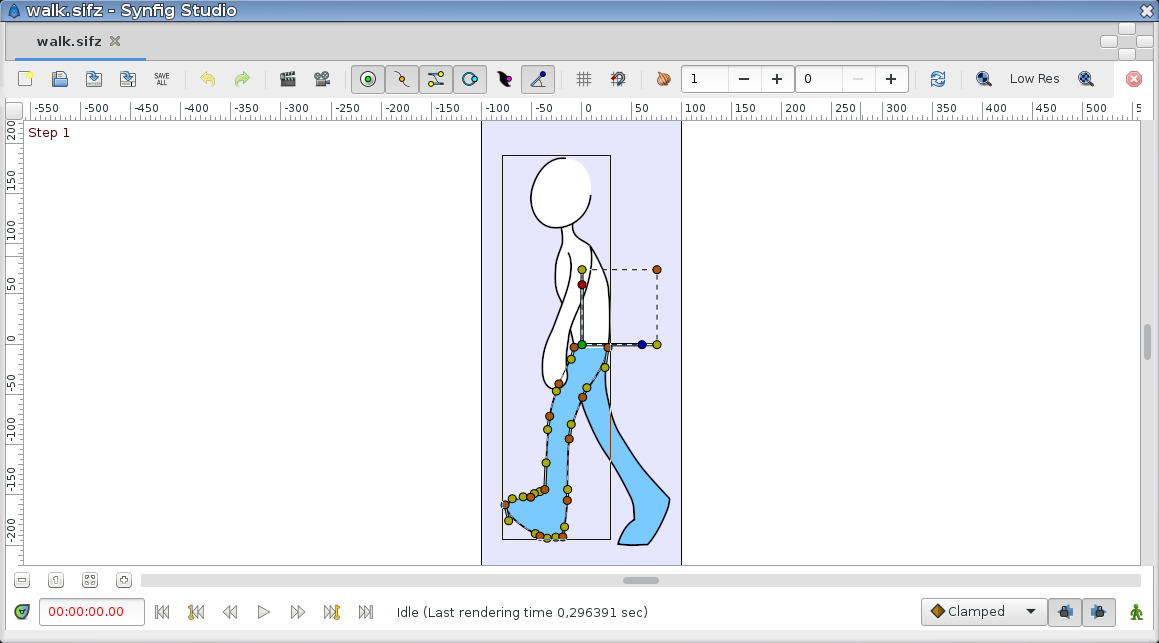 walk.sifz - Synfig Studio
walk.sifz
SAVE ALL 1 0 Low Res
-550 -500 -450 -400 -350 -300 -250 -200 -150 -100 -50 0 50 100 150 200 250 300 350 400 450 500 5
200
150
100
50
0
-50
-100
-150
-200
Step 1
00:00:00.00 Idle (Last rendering time 0,296391 sec) Clamped